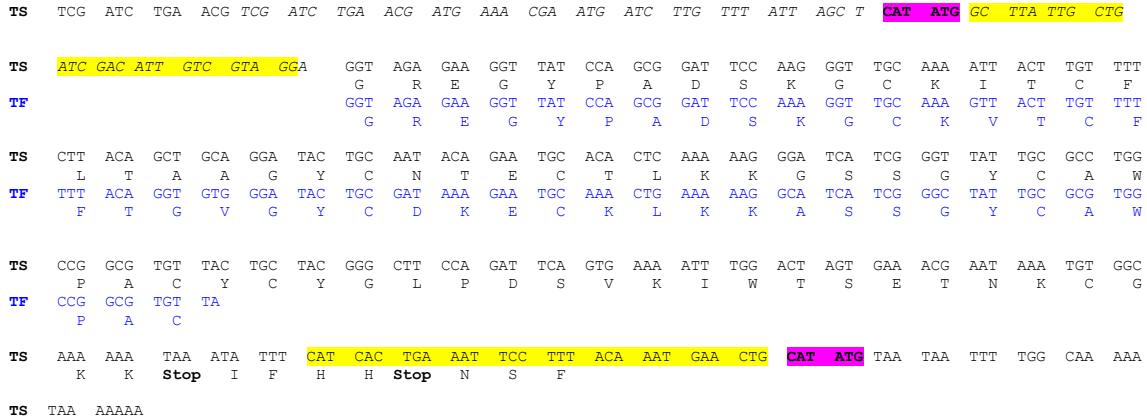 TS TCG ATC TGA ACG TCG ATC TGA ACG ATG AAA CGA ATG ATC TTG TTT ATT AGC T CAT ATG GC TTA TTG CTG
TS ATC GAC ATT GTC GTA GGA GGT AGA GAA GGT TAT CCA GCG GAT TCC AAG GGT TGC AAA ATT ACT TGT TTT
G R E G Y P A D S K G C K I T C F
TF GGT AGA GAA GGT TAT CCA GCG GAT TCC AAA GGT TGC AAA GTT ACT TGT TTT
G R E G Y P A D S K G C K V T C F
TS CTT ACA GCT GCA GGA TAC TGC AAT ACA GAA TGC ACA CTC AAA AAG GGA TCA TCG GGT TAT TGC GCC TGG
L T A A G Y C N T E C T L K K G S S G Y C A W
TF TTT ACA GGT GTG GGA TAC TGC GAT AAA GAA TGC AAA CTG AAA AAG GCA TCA TCG GGC TAT TGC GCG TGG
F T G V G Y C D K E C K L K K A S S G Y C A W
TS CCG GCG TGT TAC TGC TAC GGG CTT CCA GAT TCA GTG AAA ATT TGG ACT AGT GAA ACG AAT AAA TGT GGC
P A C Y C Y G L P D S V K I W T S E T N K C G
TF CCG GCG TGT TA
P A C
TS AAA AAA TAA ATA TTT CAT CAC TGA AAT TCC TTT ACA AAT GAA CTG CAT ATG TAA TAA TTT TGG CAA AAA
K K Stop I F H H Stop N S F
TS TAA AAAAA